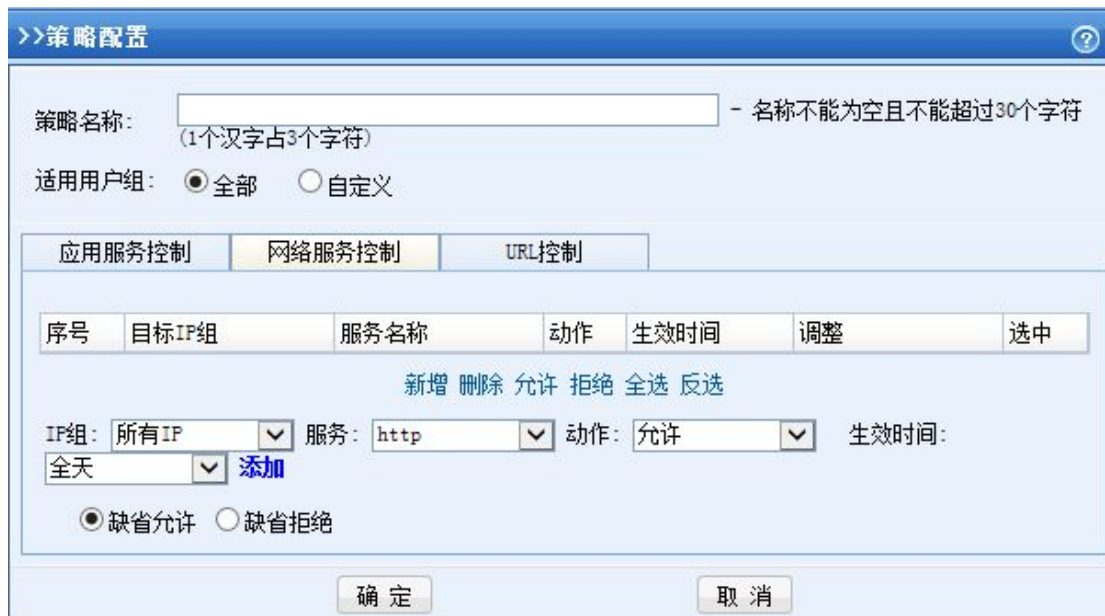 >>策略配置 ?
策略名称： - 名称不能为空且不能超过30个字符
(1个汉字占3个字符)
适用用户组： 全部 自定义
应用服务控制 网络服务控制 URL控制
序号 目标IP组 服务名称 动作 生效时间 调整 选中
新增 删除 允许 拒绝 全选 反选
IP组： 所有IP 服务： http 动作： 允许 生效时间：
全天 添加
缺省允许 缺省拒绝
确 定 取 消